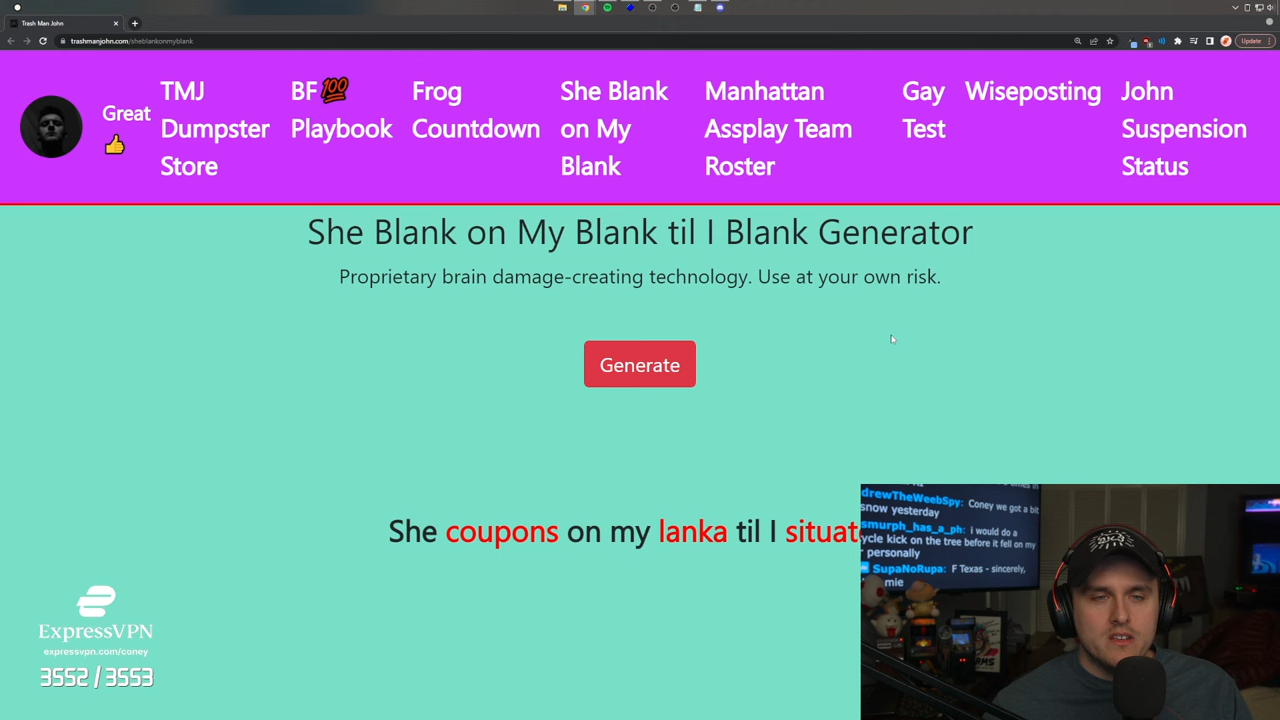 Trash Man John
trashmanjohn.com/sheblankonmyblank
Update
Great
👍
TMJ
Dumpster
Store
BF💯
Playbook
Frog
Countdown
She Blank
on My
Blank
Manhattan
Assplay Team
Roster
Gay
Test
Wiseposting
John
Suspension
Status
She Blank on My Blank til I Blank Generator
Proprietary brain damage-creating technology. Use at your own risk.
Generate
She coupons on my lanka til I situat
drewTheWeebSpy: Coney we got a bit
snow yesterday
smurph_has_a_ph: i would do a
cycle kick on the tree before it fell on my
personally
SupaNoRupa: F Texas - sincerely,
mie
ExpressVPN
expressvpn.com/coney
3552 / 3553